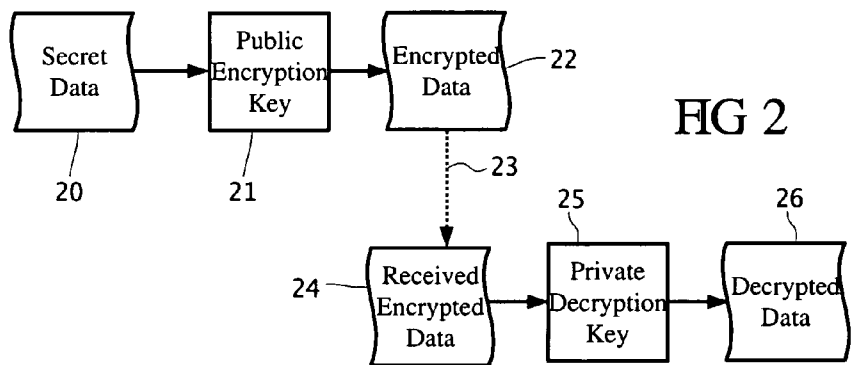 Secret
Data
Public
Encryption
Key
Encrypted
Data
22
20
21
FIG 2
23
25
26
24
Received
Encrypted
Data
Private
Decryption
Key
Decrypted
Data